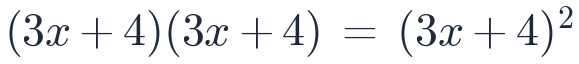 (3x + 4)(3x + 4) = (3x + 4)²